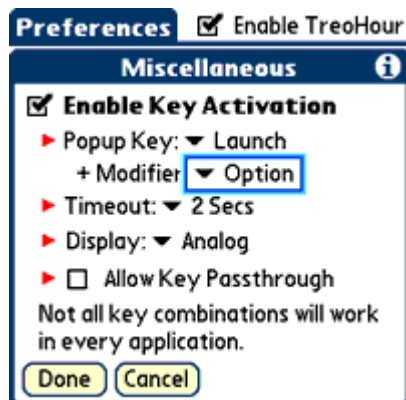 Preferences Enable TreoHour
Miscellaneous i
Enable Key Activation
Popup Key: Launch
+ Modifier Option
Timeout: 2 Secs
Display: Analog
Allow Key Passthrough
Not all key combinations will work
in every application.
Done Cancel